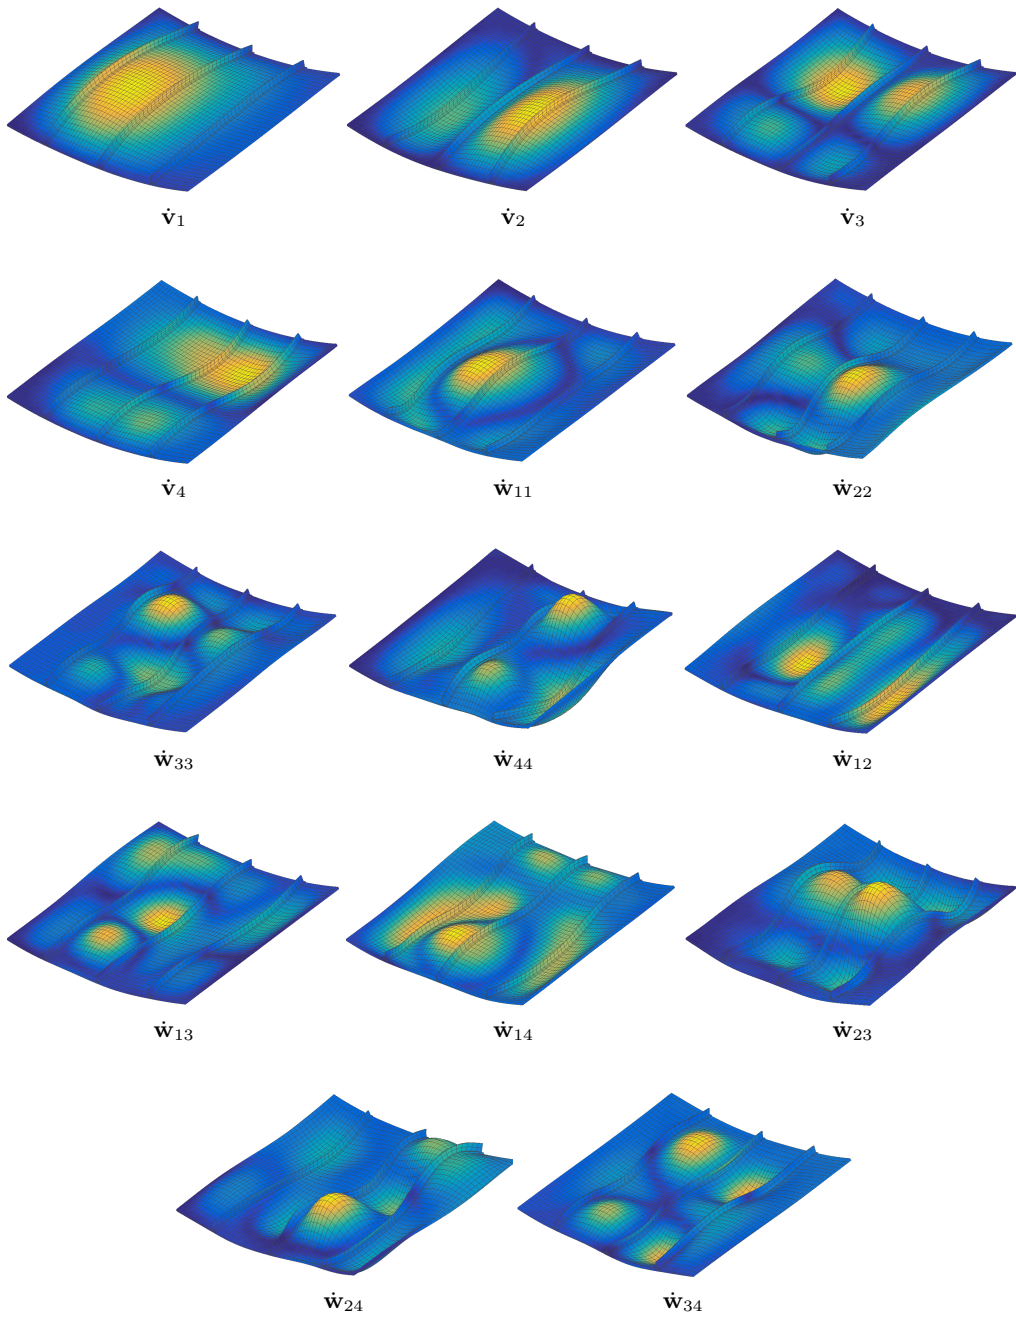 v̇₁ v̇₂ v̇₃
v̇₄ ẇ₁₁ ẇ₂₂
ẇ₃₃ ẇ₄₄ ẇ₁₂
ẇ₁₃ ẇ₁₄ ẇ₂₃
ẇ₂₄ ẇ₃₄